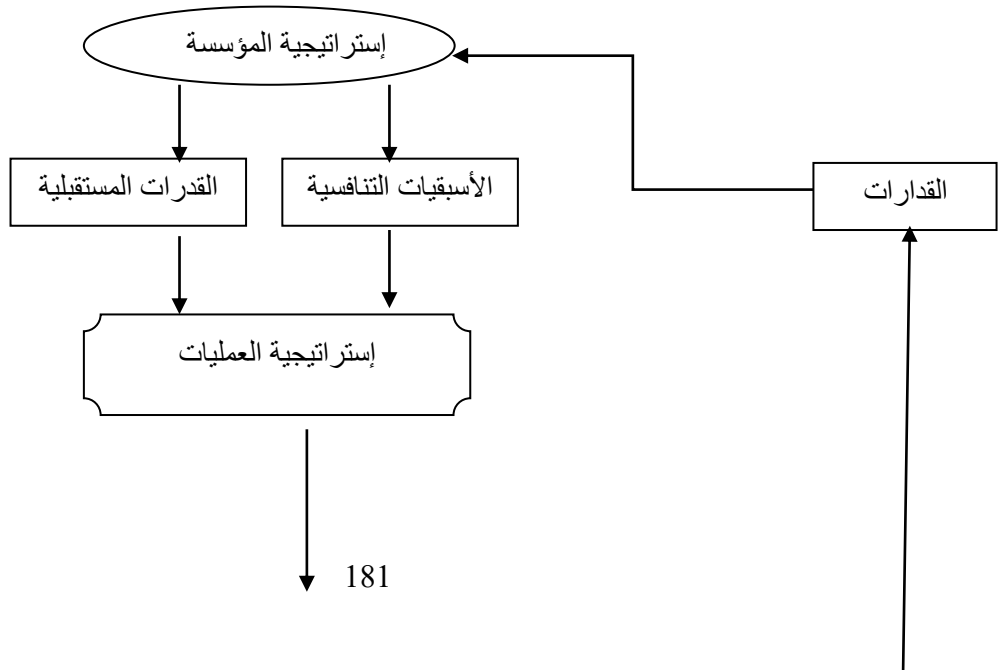 إستراتيجية المؤسسة
الأسبقيات التنافسية
القدرات المستقبلية
القدارات
إستراتيجية العمليات
181